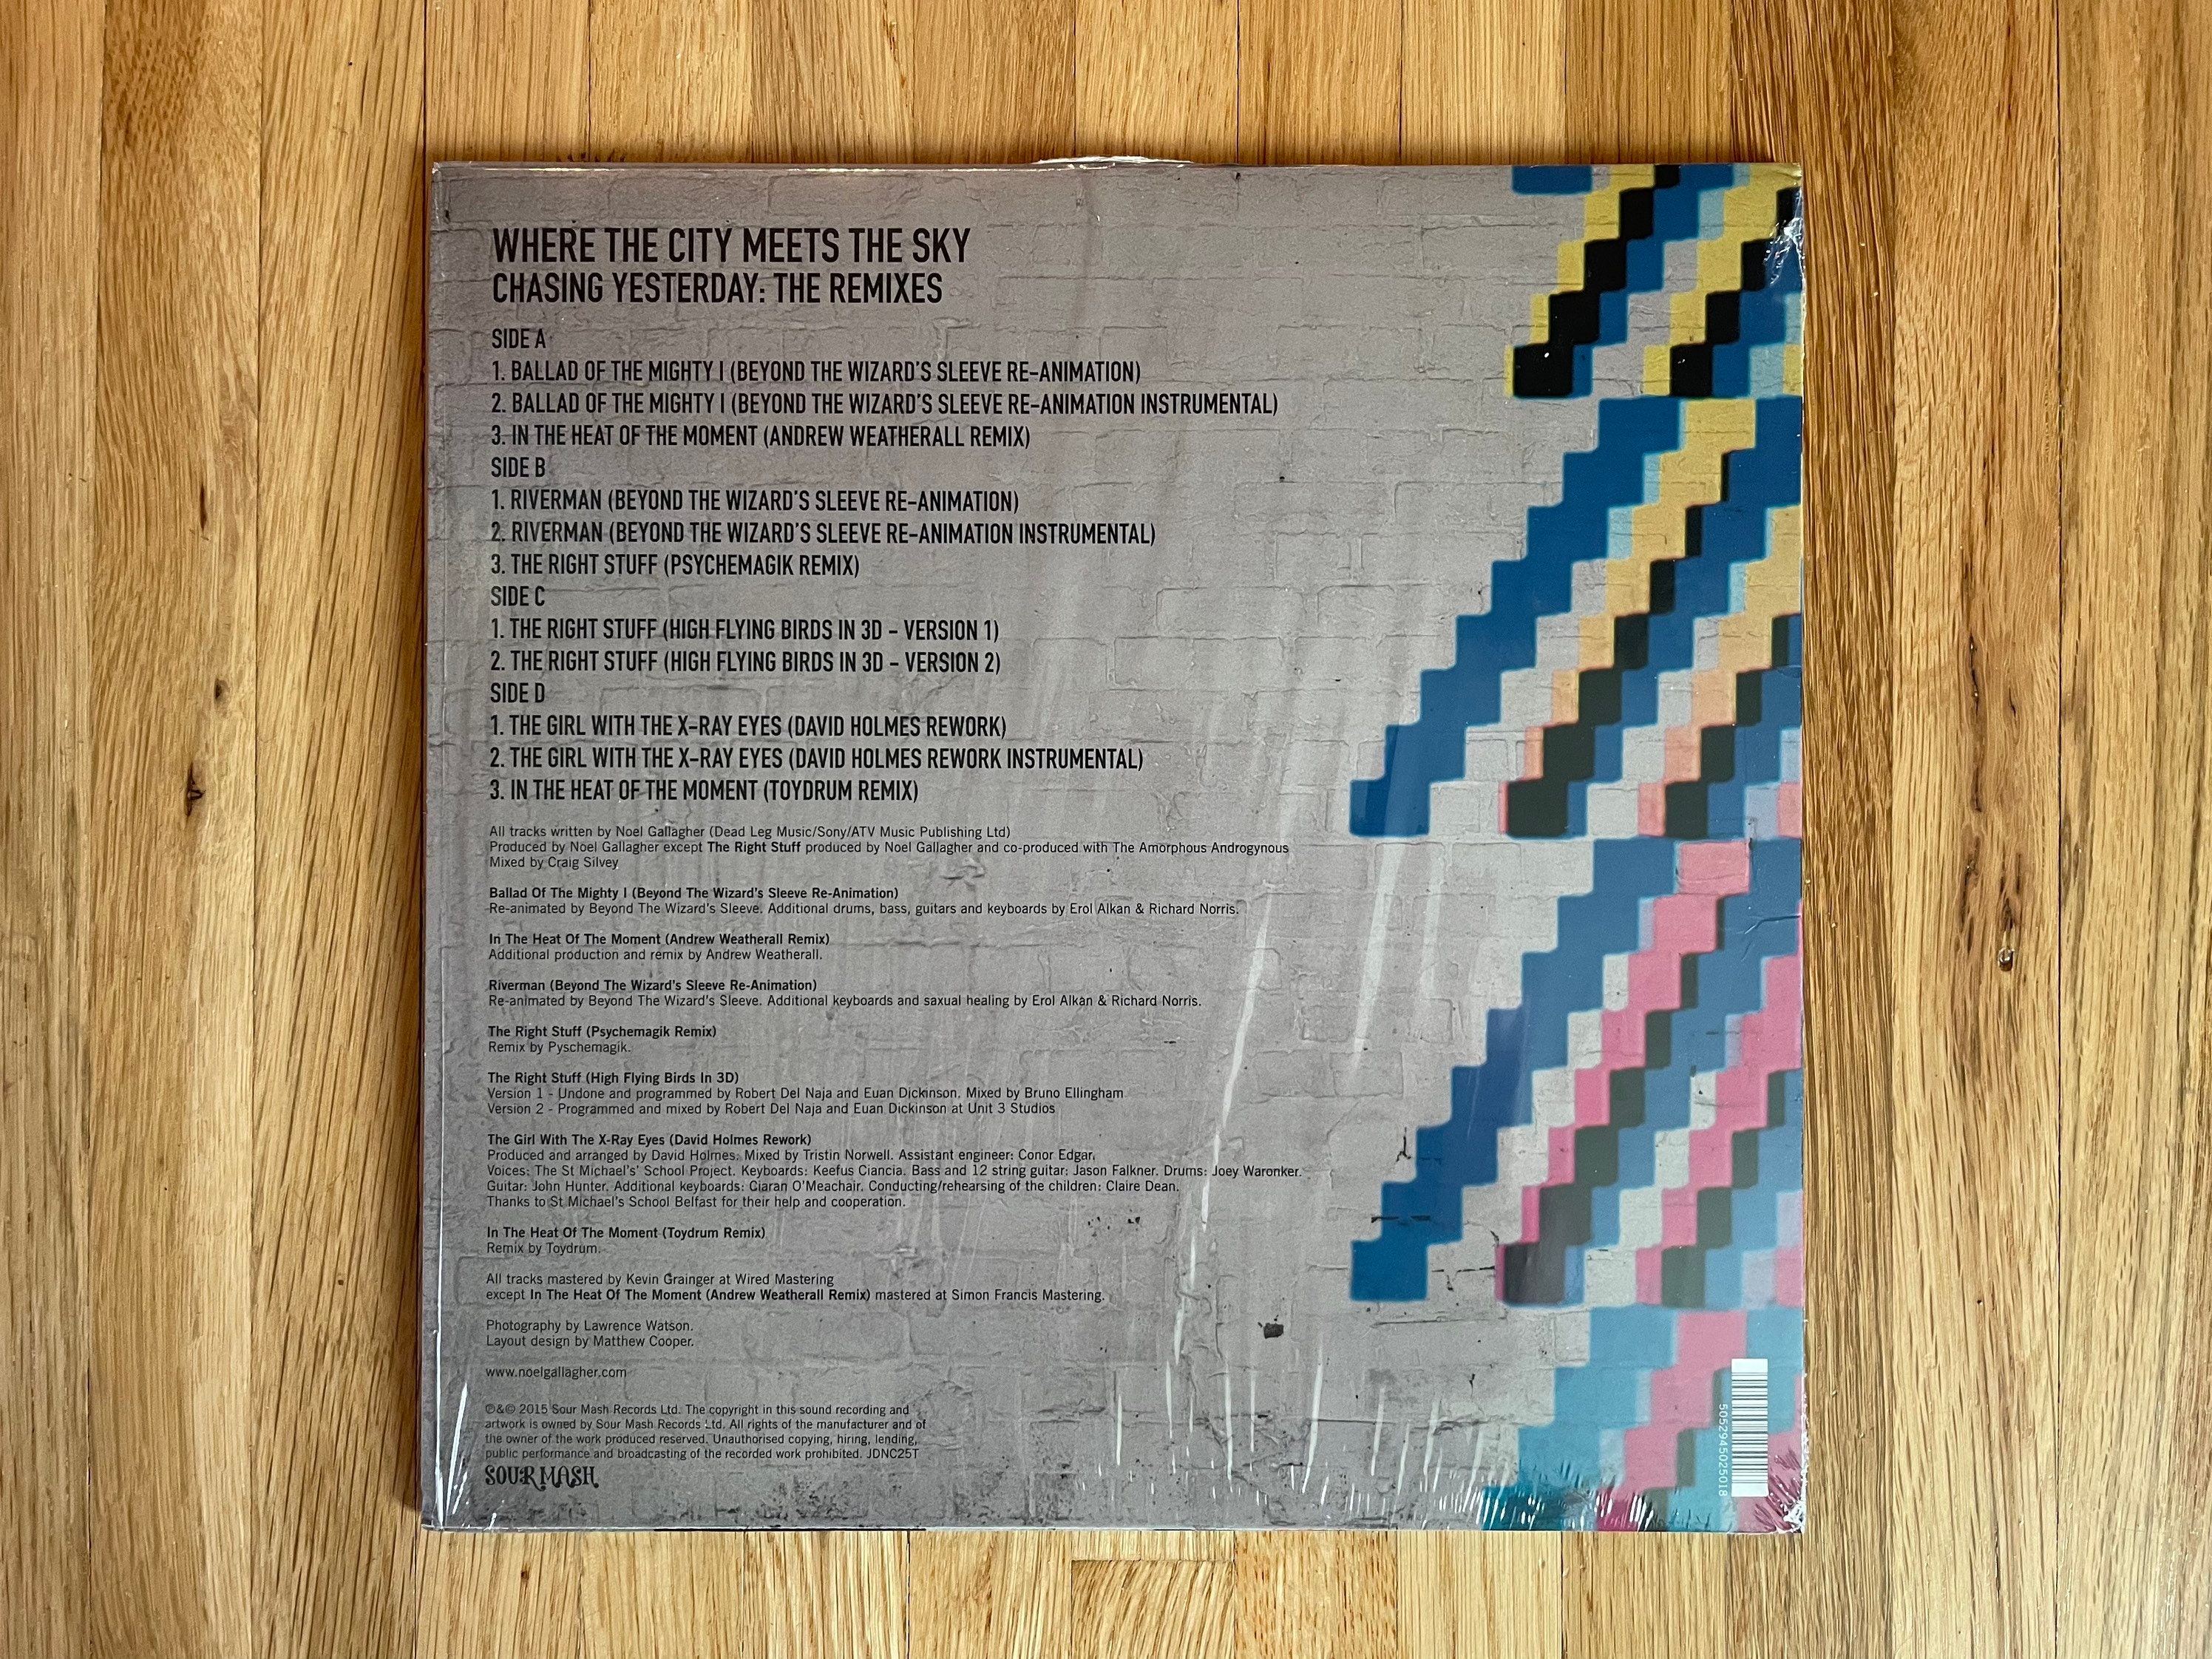 WHERE THE CITY MEETS THE SKY
CHASING YESTERDAY: THE REMIXES
SIDE A
1. BALLAD OF THE MIGHTY I (BEYOND THE WIZARD'S SLEEVE RE-ANIMATION)
2. BALLAD OF THE MIGHTY I (BEYOND THE WIZARD'S SLEEVE RE-ANIMATION INSTRUMENTAL)
3. IN THE HEAT OF THE MOMENT (ANDREW WEATHERALL REMIX)
SIDE B
1. RIVERMAN (BEYOND THE WIZARD'S SLEEVE RE-ANIMATION)
2. RIVERMAN (BEYOND THE WIZARD'S SLEEVE RE-ANIMATION INSTRUMENTAL)
3. THE RIGHT STUFF (PSYCHEMAGIK REMIX)
SIDE C
1. THE RIGHT STUFF (HIGH FLYING BIRDS IN 3D - VERSION 1)
2. THE RIGHT STUFF (HIGH FLYING BIRDS IN 3D - VERSION 2)
SIDE D
1. THE GIRL WITH THE X-RAY EYES (DAVID HOLMES REWORK)
2. THE GIRL WITH THE X-RAY EYES (DAVID HOLMES REWORK INSTRUMENTAL)
3. IN THE HEAT OF THE MOMENT (TOYDRUM REMIX)
All tracks written by Noel Gallagher (Dead Leg Music/Sony/ATV Music Publishing Ltd)
Produced by Noel Gallagher except The Right Stuff produced by Noel Gallagher and co-produced with The Amorphous Androgynous
Mixed by Craig Silvey
Ballad Of The Mighty I (Beyond The Wizard's Sleeve Re-Animation)
Re-animated by Beyond The Wizard's Sleeve. Additional drums, bass, guitars and keyboards by Erol Alkan & Richard Norris.
In The Heat Of The Moment (Andrew Weatherall Remix)
Additional production and remix by Andrew Weatherall.
Riverman (Beyond The Wizard's Sleeve Re-Animation)
Re-animated by Beyond The Wizard's Sleeve. Additional keyboards and saxual healing by Erol Alkan & Richard Norris.
The Right Stuff (Psychemagik Remix)
Remix by Pyschemagik.
The Right Stuff (High Flying Birds In 3D)
Version 1 - Undone and programmed by Robert Del Naja and Euan Dickinson. Mixed by Bruno Ellingham
Version 2 - Programmed and mixed by Robert Del Naja and Euan Dickinson at Unit 3 Studios
The Girl With The X-Ray Eyes (David Holmes Rework)
Produced and arranged by David Holmes. Mixed by Tristin Norwell. Assistant engineer: Conor Edgar.
Voices: The St Michael's' School Project. Keyboards: Keefus Ciancia. Bass and 12 string guitar: Jason Falkner. Drums: Joey Waronker.
Guitar: John Hunter. Additional keyboards: Ciaran O'Meachair. Conducting/rehearsing of the children: Claire Dean.
Thanks to St Michael's School Belfast for their help and cooperation.
In The Heat Of The Moment (Toydrum Remix)
Remix by Toydrum.
All tracks mastered by Kevin Grainger at Wired Mastering
except In The Heat Of The Moment (Andrew Weatherall Remix) mastered at Simon Francis Mastering.
Photography by Lawrence Watson.
Layout design by Matthew Cooper.
www.noelgallagher.com
℗&© 2015 Sour Mash Records Ltd. The copyright in this sound recording and
artwork is owned by Sour Mash Records Ltd. All rights of the manufacturer and of
the owner of the work produced reserved. Unauthorised copying, hiring, lending,
public performance and broadcasting of the recorded work prohibited. JDNC25T
SOUR MASH
5052945025018